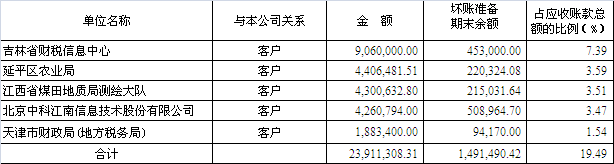 单位名称 与本公司关系 金 额 坏账准备期末余额 占应收账款总额的比例（%）
吉林省财税信息中心 客户 9,060,000.00 453,000.00 7.39
延平区农业局 客户 4,406,481.51 220,324.08 3.59
江西省煤田地质局测绘大队 客户 4,300,632.80 215,031.64 3.51
北京中科江南信息技术股份有限公司 客户 4,260,794.00 508,964.70 3.47
天津市财政局(地方税务局) 客户 1,883,400.00 94,170.00 1.54
合计 23,911,308.31 1,491,490.42 19.49